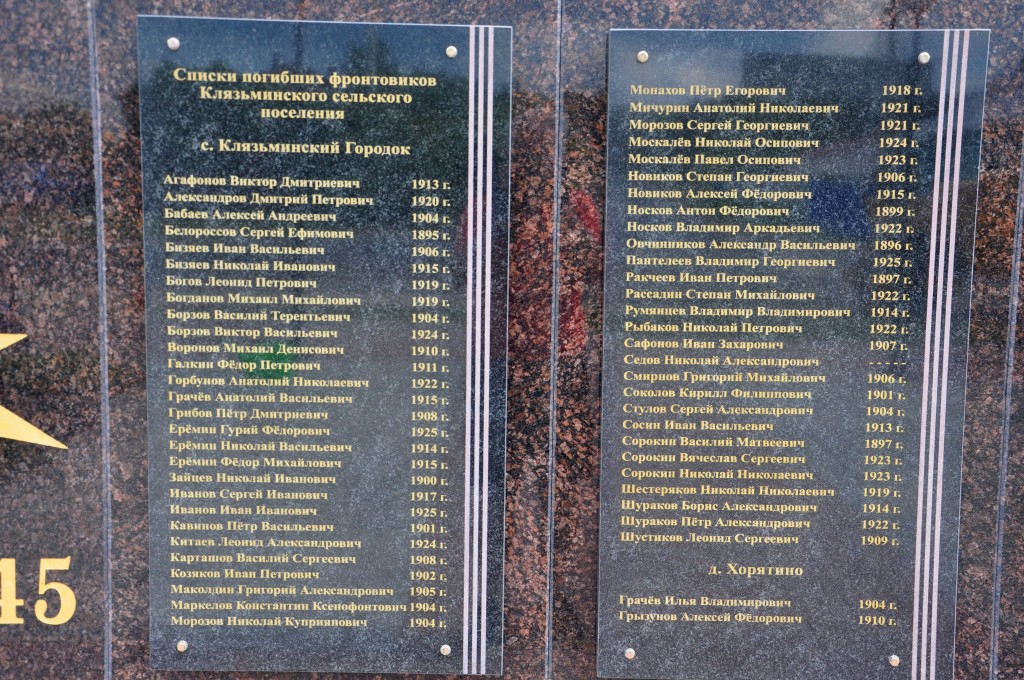 Списки погибших фронтовиков
Клязьминского сельского
поселения
с. Клязьминский Городок
Агафонов Виктор Дмитриевич 1913 г.
Александров Дмитрий Петрович 1920 г.
Бабаев Алексей Андреевич 1904 г.
Белороссов Сергей Ефимович 1895 г.
Бизяев Иван Васильевич 1906 г.
Бизяев Николай Иванович 1915 г.
Богов Леонид Петрович 1919 г.
Богданов Михаил Михайлович 1919 г.
Борзов Василий Терентьевич 1904 г.
Борзов Виктор Васильевич 1924 г.
Воронов Михаил Денисович 1910 г.
Галкин Фёдор Петрович 1911 г.
Горбунов Анатолий Николаевич 1922 г.
Грачёв Анатолий Васильевич 1915 г.
Грибов Пётр Дмитриевич 1908 г.
Ерёмин Гурий Фёдорович 1925 г.
Ерёмин Николай Васильевич 1914 г.
Ерёмин Фёдор Михайлович 1915 г.
Зайцев Николай Иванович 1900 г.
Иванов Сергей Иванович 1917 г.
Иванов Иван Иванович 1925 г.
Кавинов Пётр Васильевич 1901 г.
Китаев Леонид Александрович 1924 г.
Карташов Василий Сергеевич 1908 г.
Козяков Иван Петрович 1902 г.
Маколдин Григорий Александрович 1905 г.
Маркелов Константин Ксенофонтович 1904 г.
Морозов Николай Куприянович 1904 г.
Монахов Пётр Егорович 1918 г.
Мичурин Анатолий Николаевич 1921 г.
Морозов Сергей Георгиевич 1921 г.
Москалёв Николай Осипович 1924 г.
Москалёв Павел Осипович 1923 г.
Новиков Степан Георгиевич 1906 г.
Новиков Алексей Фёдорович 1915 г.
Носков Антон Фёдорович 1899 г.
Носков Владимир Аркадьевич 1922 г.
Овчинников Александр Васильевич 1896 г.
Пантелеев Владимир Георгиевич 1925 г.
Ракчеев Иван Петрович 1897 г.
Рассадин Степан Михайлович 1922 г.
Румянцев Владимир Владимирович 1914 г.
Рыбаков Николай Петрович 1922 г.
Сафонов Иван Захарович 1907 г.
Седов Николай Александрович - - - -
Смирнов Григорий Михайлович 1906 г.
Соколов Кирилл Филиппович 1901 г.
Стулов Сергей Александрович 1904 г.
Сосин Иван Васильевич 1913 г.
Сорокин Василий Матвеевич 1897 г.
Сорокин Вячеслав Сергеевич 1923 г.
Сорокин Николай Николаевич 1923 г.
Шестеряков Николай Николаевич 1919 г.
Шураков Борис Александрович 1914 г.
Шураков Пётр Александрович 1922 г.
Шустиков Леонид Сергеевич 1909 г.
д. Хорятино
Грачёв Илья Владимирович 1904 г.
Грызунов Алексей Фёдорович 1910 г.
45